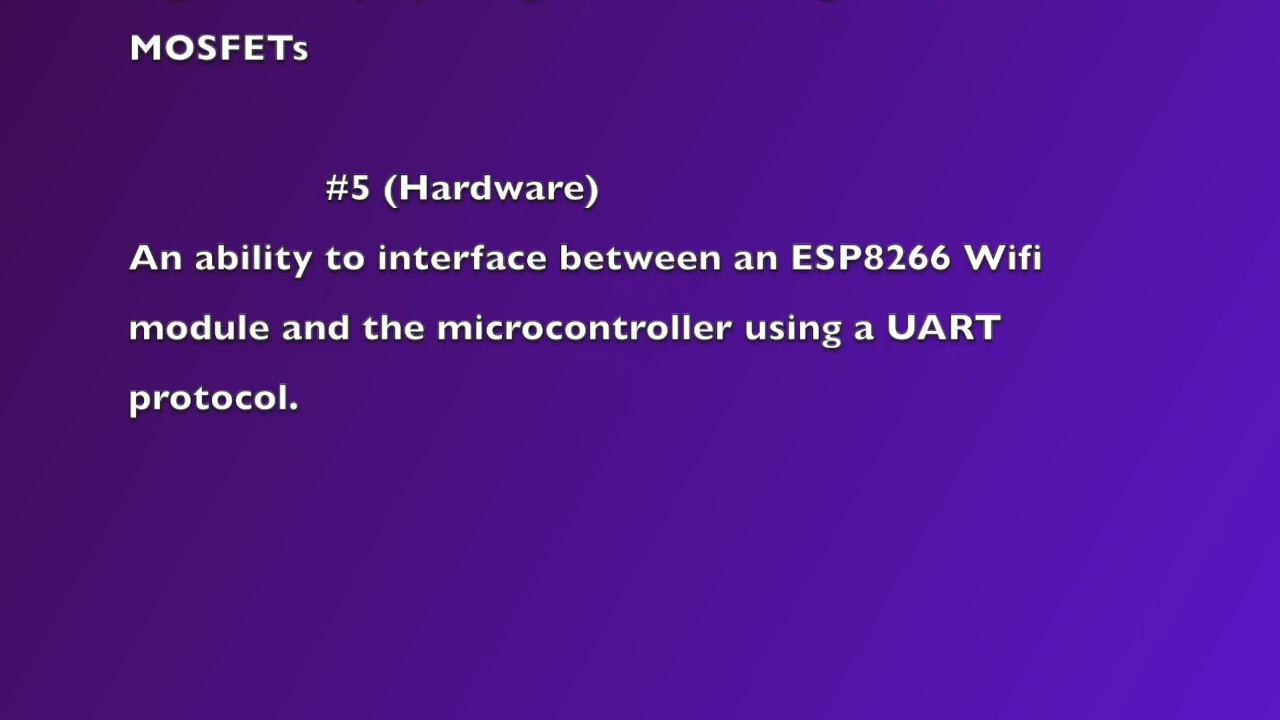 MOSFETs
#5 (Hardware)
An ability to interface between an ESP8266 Wifi
module and the microcontroller using a UART
protocol.